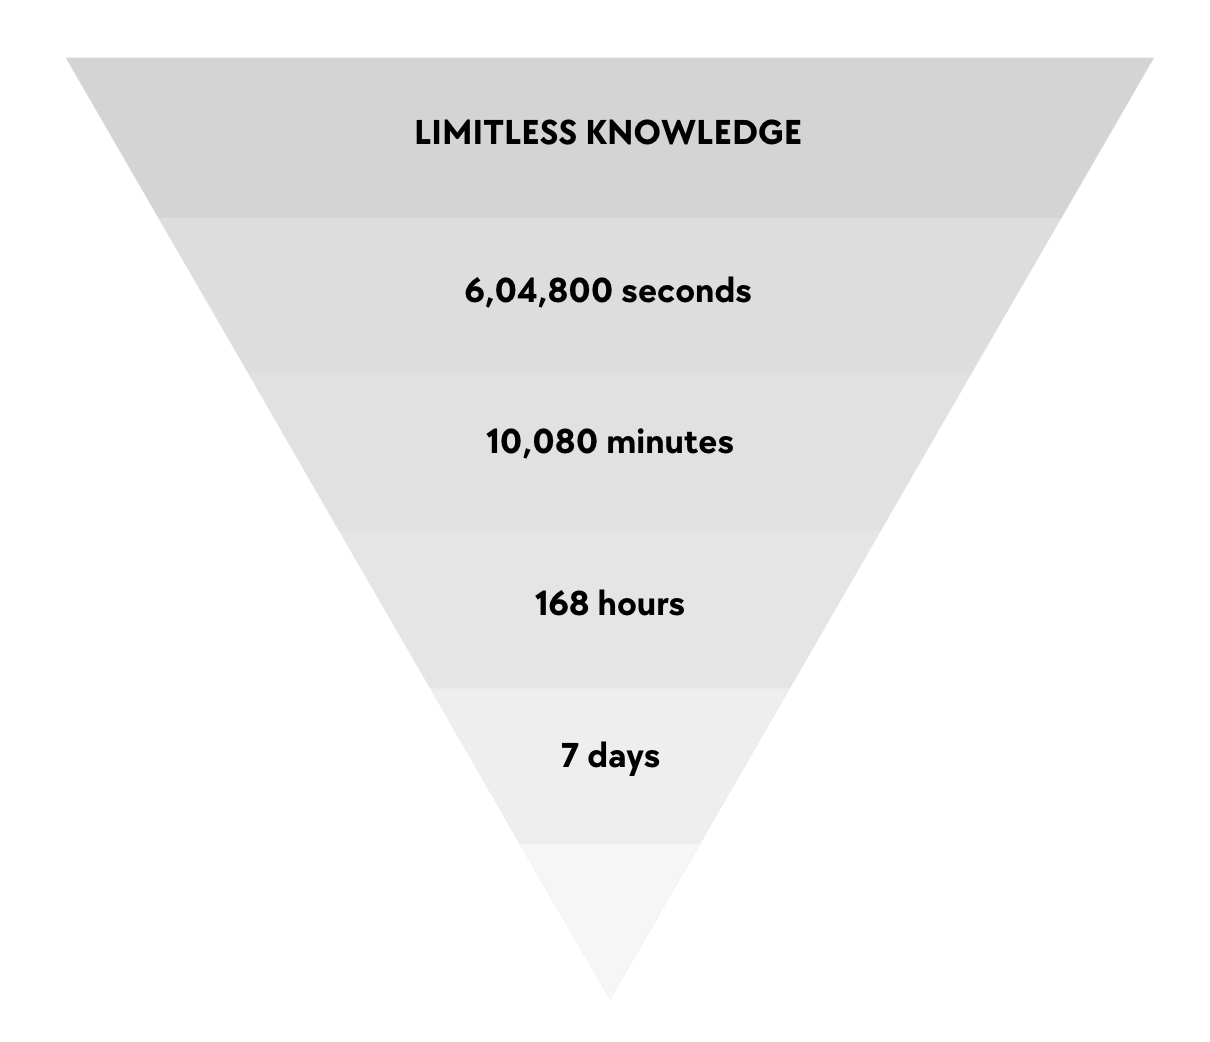 LIMITLESS KNOWLEDGE
6,04,800 seconds
10,080 minutes
168 hours
7 days